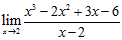 lim x→2 (x³ − 2x² + 3x − 6)/(x − 2)